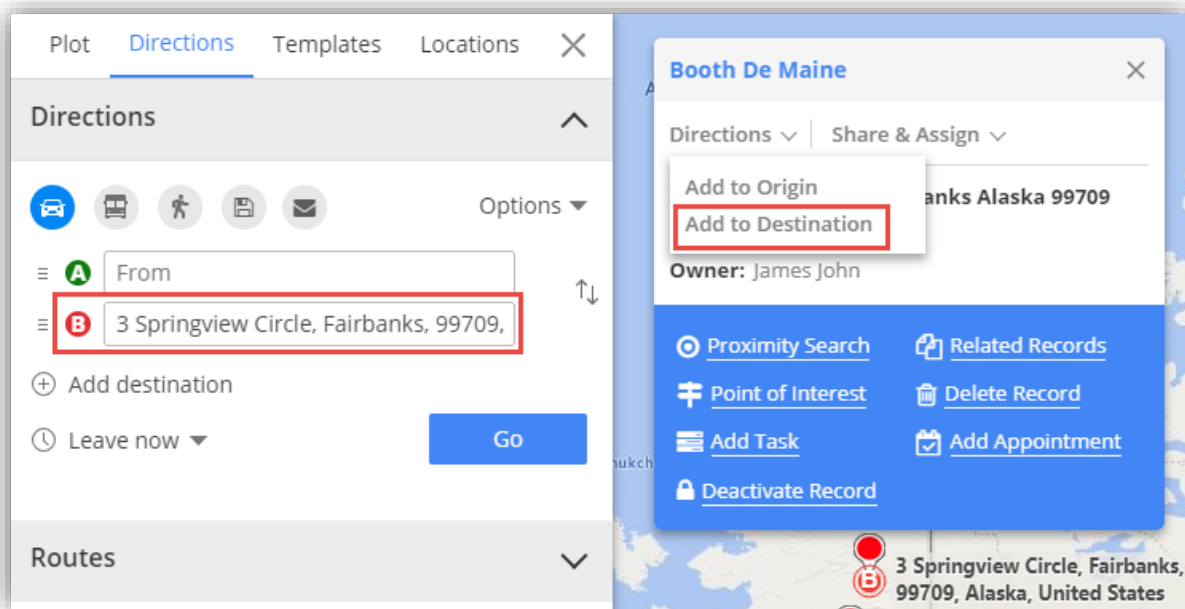 Plot Directions Templates Locations
Directions
Options
A From
B 3 Springview Circle, Fairbanks, 99709,
Add destination
Leave now Go
Routes
Booth De Maine
Directions Share & Assign
Add to Origin
anks Alaska 99709
Add to Destination
Owner: James John
Proximity Search Related Records
Point of Interest Delete Record
Add Task Add Appointment
Deactivate Record
A
ukch
B
3 Springview Circle, Fairbanks,
99709, Alaska, United States